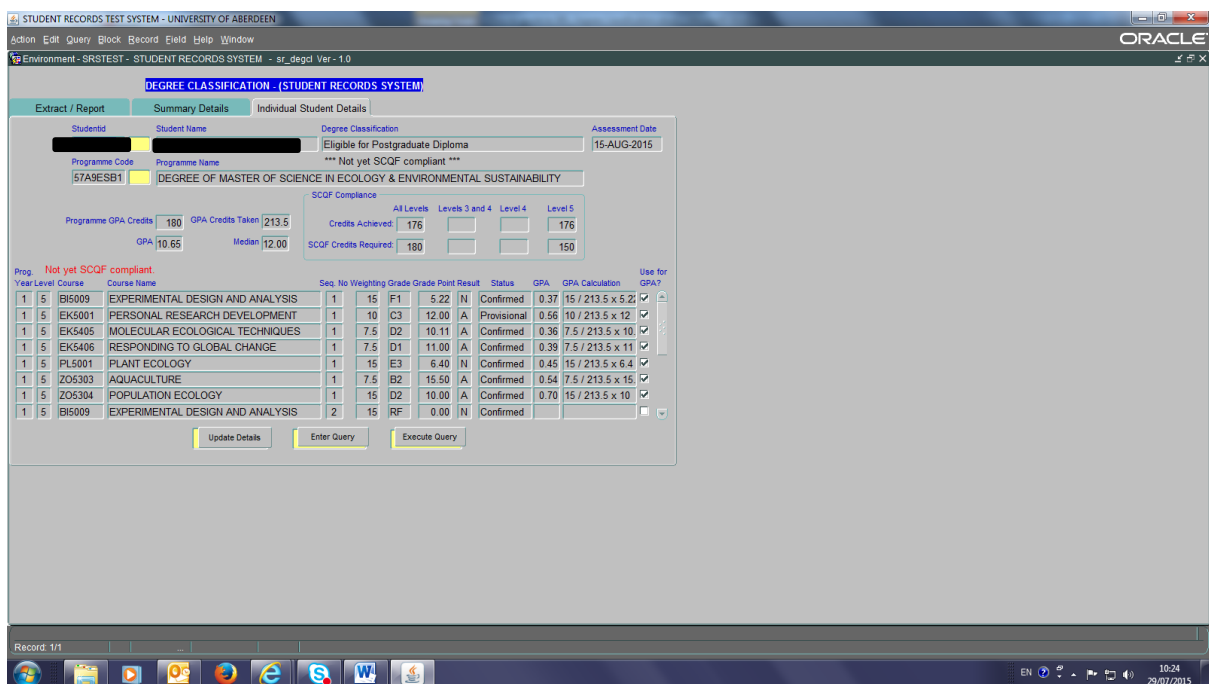 STUDENT RECORDS TEST SYSTEM - UNIVERSITY OF ABERDEEN
Action Edit Query Block Record Field Help Window
ORACLE
Environment - SRSTEST - STUDENT RECORDS SYSTEM - sr_degcl Ver - 1.0
DEGREE CLASSIFICATION - (STUDENT RECORDS SYSTEM)
Extract / Report Summary Details Individual Student Details
Studentid Student Name Degree Classification Assessment Date
Eligible for Postgraduate Diploma 15-AUG-2015
Programme Code Programme Name *** Not yet SCQF compliant ***
57A9ESB1 DEGREE OF MASTER OF SCIENCE IN ECOLOGY & ENVIRONMENTAL SUSTAINABILITY
SCQF Compliance
All Levels Levels 3 and 4 Level 4 Level 5
Programme GPA Credits 180 GPA Credits Taken 213.5 Credits Achieved: 176 176
GPA 10.65 Median 12.00 SCQF Credits Required: 180 150
Not yet SCQF compliant.
Prog. Year Level Course Course Name Seq. No Weighting Grade Grade Point Result Status GPA GPA Calculation Use for GPA?
1 5 BI5009 EXPERIMENTAL DESIGN AND ANALYSIS 1 15 F1 5.22 N Confirmed 0.37 15 / 213.5 x 5.22
1 5 EK5001 PERSONAL RESEARCH DEVELOPMENT 1 10 C3 12.00 A Provisional 0.56 10 / 213.5 x 12
1 5 EK5405 MOLECULAR ECOLOGICAL TECHNIQUES 1 7.5 D2 10.11 A Confirmed 0.36 7.5 / 213.5 x 10.
1 5 EK5406 RESPONDING TO GLOBAL CHANGE 1 7.5 D1 11.00 A Confirmed 0.39 7.5 / 213.5 x 11
1 5 PL5001 PLANT ECOLOGY 1 15 E3 6.40 N Confirmed 0.45 15 / 213.5 x 6.4
1 5 ZO5303 AQUACULTURE 1 7.5 B2 15.50 A Confirmed 0.54 7.5 / 213.5 x 15.
1 5 ZO5304 POPULATION ECOLOGY 1 15 D2 10.00 A Confirmed 0.70 15 / 213.5 x 10
1 5 BI5009 EXPERIMENTAL DESIGN AND ANALYSIS 2 15 RF 0.00 N Confirmed
Update Details Enter Query Execute Query
Record: 1/1 ...
EN 10:24
29/07/2015